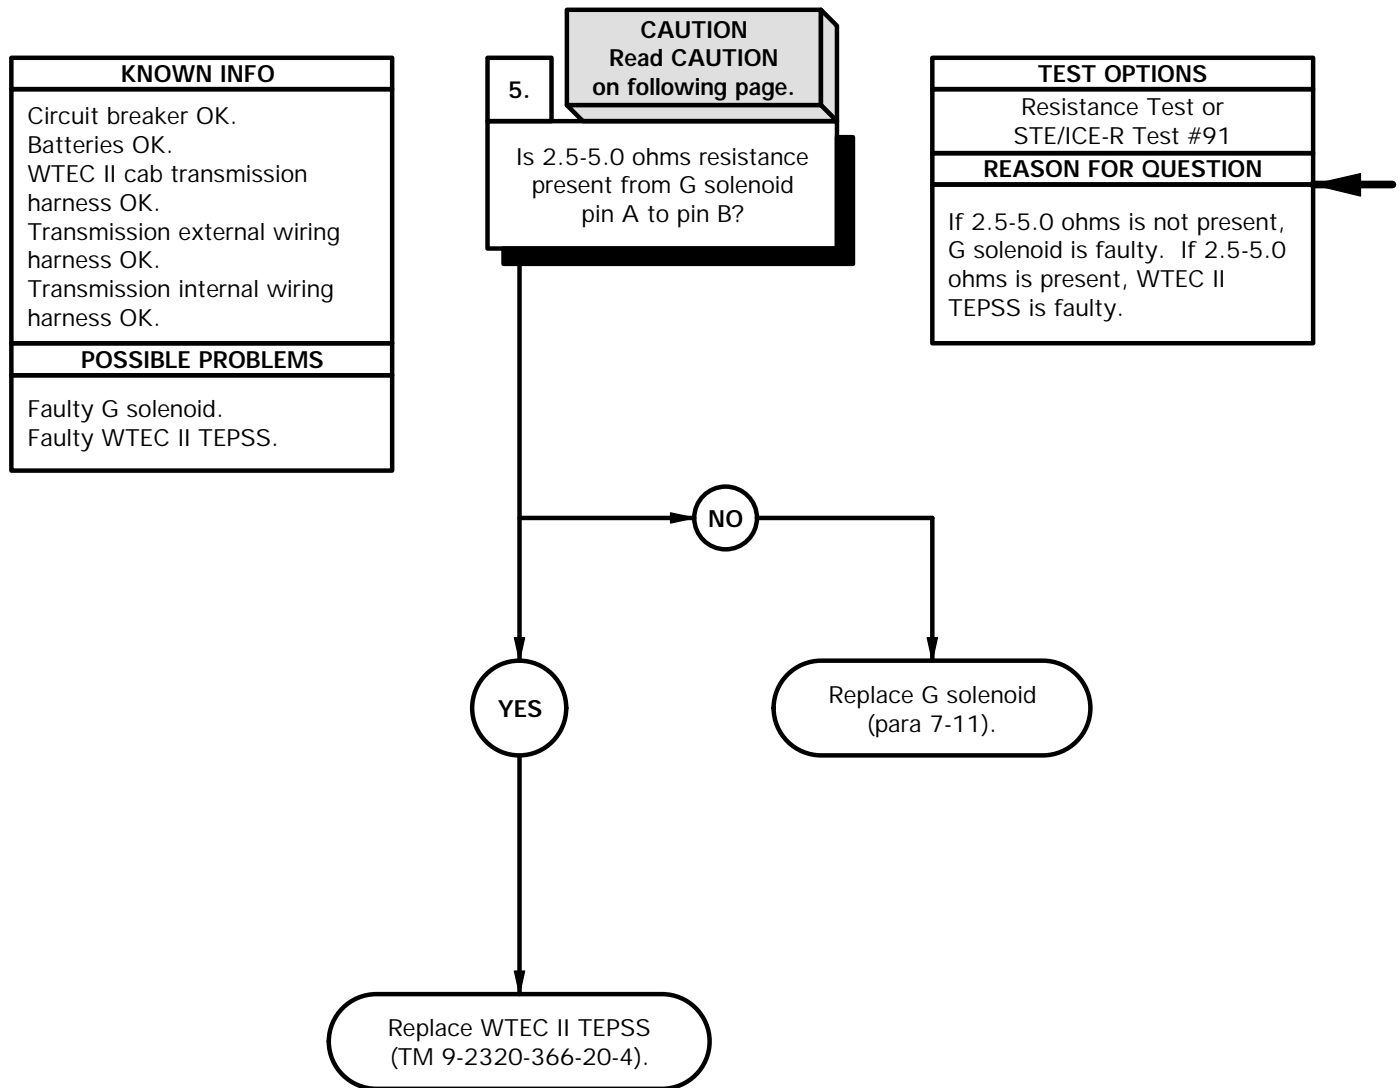 KNOWN INFO
Circuit breaker OK.
Batteries OK.
WTEC II cab transmission
harness OK.
Transmission external wiring
harness OK.
Transmission internal wiring
harness OK.
POSSIBLE PROBLEMS
Faulty G solenoid.
Faulty WTEC II TEPSS.
CAUTION
Read CAUTION
on following page.
5.
Is 2.5-5.0 ohms resistance
present from G solenoid
pin A to pin B?
TEST OPTIONS
Resistance Test or
STE/ICE-R Test #91
REASON FOR QUESTION
If 2.5-5.0 ohms is not present,
G solenoid is faulty. If 2.5-5.0
ohms is present, WTEC II
TEPSS is faulty.
NO
YES
Replace G solenoid
(para 7-11).
Replace WTEC II TEPSS
(TM 9-2320-366-20-4).